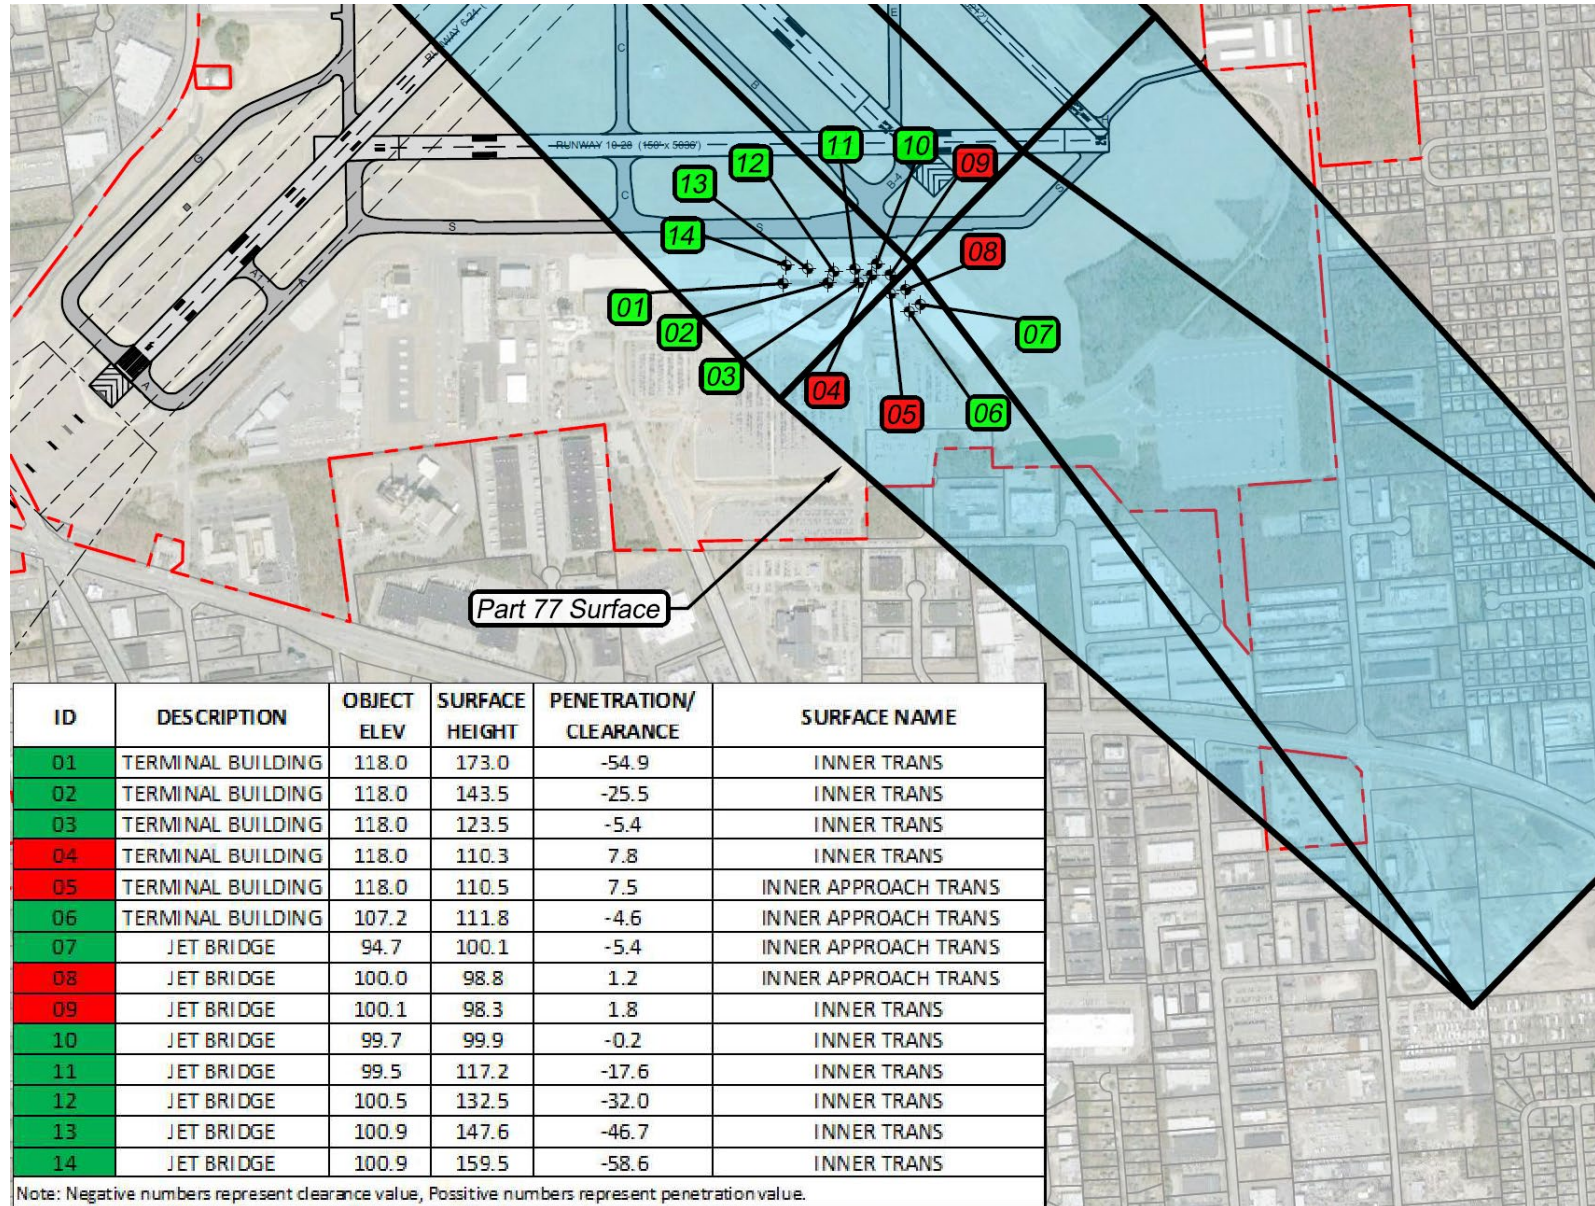 RUNWAY 6-24 (
42')
E
C
B
G
RUNWAY 10-28 (150' x 5036')
11
10
09
12
B-4
13
C
S
S
S
14
08
A1
A
01
02
07
03
04
05
06
A
A
Part 77 Surface
ID DESCRIPTION OBJECT ELEV SURFACE HEIGHT PENETRATION/ CLEARANCE SURFACE NAME
01 TERMINAL BUILDING 118.0 173.0 -54.9 INNER TRANS
02 TERMINAL BUILDING 118.0 143.5 -25.5 INNER TRANS
03 TERMINAL BUILDING 118.0 123.5 -5.4 INNER TRANS
04 TERMINAL BUILDING 118.0 110.3 7.8 INNER TRANS
05 TERMINAL BUILDING 118.0 110.5 7.5 INNER APPROACH TRANS
06 TERMINAL BUILDING 107.2 111.8 -4.6 INNER APPROACH TRANS
07 JET BRIDGE 94.7 100.1 -5.4 INNER APPROACH TRANS
08 JET BRIDGE 100.0 98.8 1.2 INNER APPROACH TRANS
09 JET BRIDGE 100.1 98.3 1.8 INNER TRANS
10 JET BRIDGE 99.7 99.9 -0.2 INNER TRANS
11 JET BRIDGE 99.5 117.2 -17.6 INNER TRANS
12 JET BRIDGE 100.5 132.5 -32.0 INNER TRANS
13 JET BRIDGE 100.9 147.6 -46.7 INNER TRANS
14 JET BRIDGE 100.9 159.5 -58.6 INNER TRANS
Note: Negative numbers represent clearance value, Possitive numbers represent penetration value.